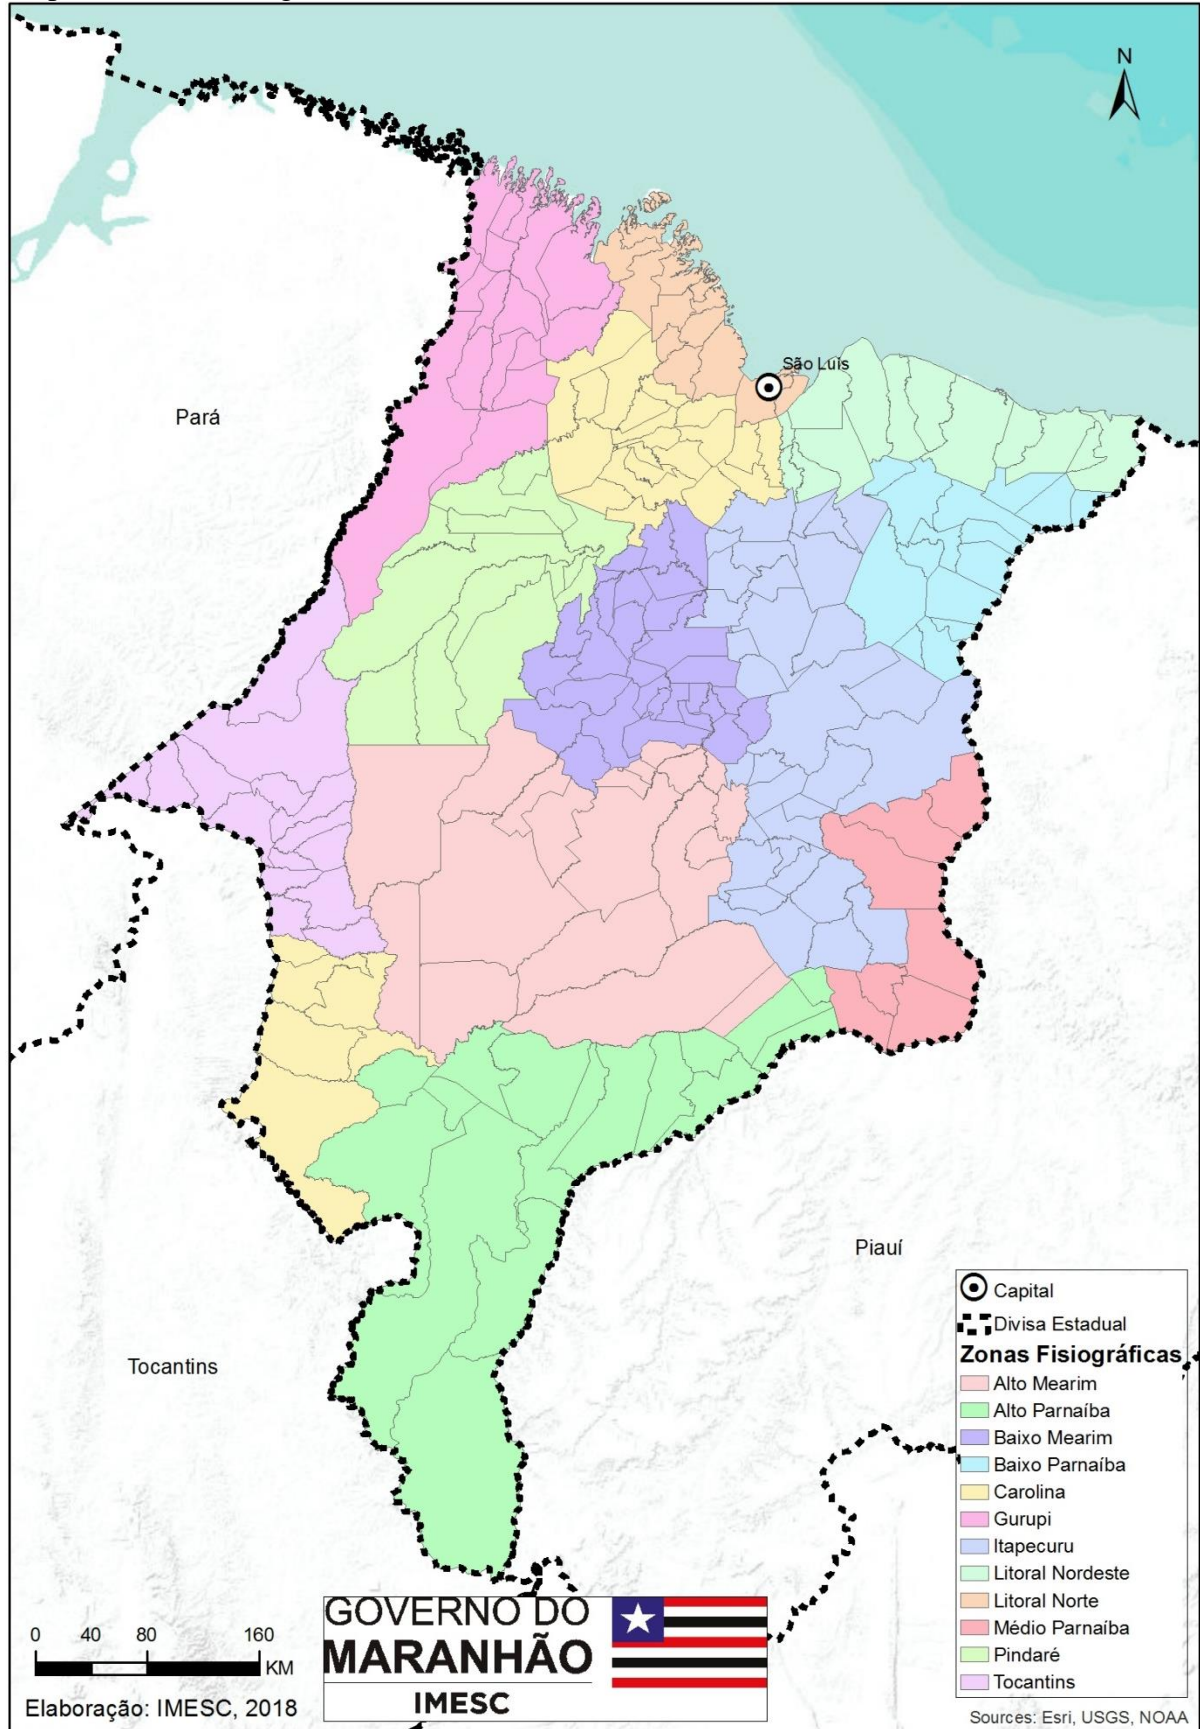 N
São Luis
Pará
Piauí
Tocantins
Capital
Divisa Estadual
Zonas Fisiográficas
Alto Mearim
Alto Parnaíba
Baixo Mearim
Baixo Parnaíba
Carolina
Gurupi
Itapecuru
Litoral Nordeste
Litoral Norte
Médio Parnaíba
Pindaré
Tocantins
0 40 80 160
KM
Elaboração: IMESC, 2018
GOVERNO DO
MARANHÃO
IMESC
Sources: Esri, USGS, NOAA